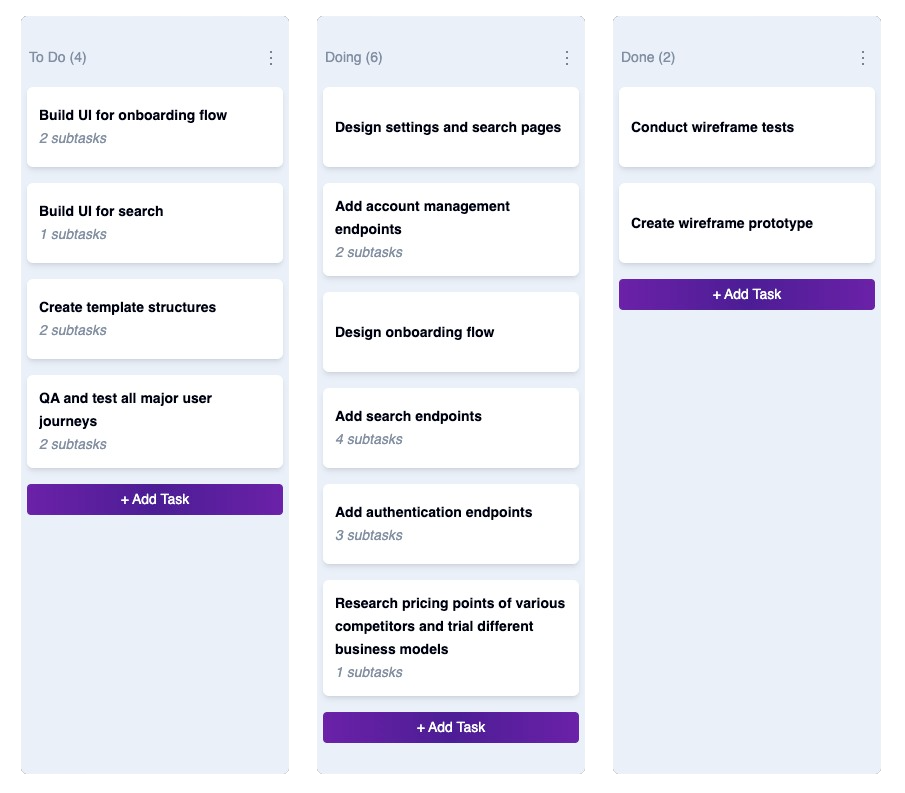 To Do (4)
Build UI for onboarding flow
2 subtasks
Build UI for search
1 subtasks
Create template structures
2 subtasks
QA and test all major user
journeys
2 subtasks
+ Add Task
Doing (6)
Design settings and search pages
Add account management
endpoints
2 subtasks
Design onboarding flow
Add search endpoints
4 subtasks
Add authentication endpoints
3 subtasks
Research pricing points of various
competitors and trial different
business models
1 subtasks
+ Add Task
Done (2)
Conduct wireframe tests
Create wireframe prototype
+ Add Task